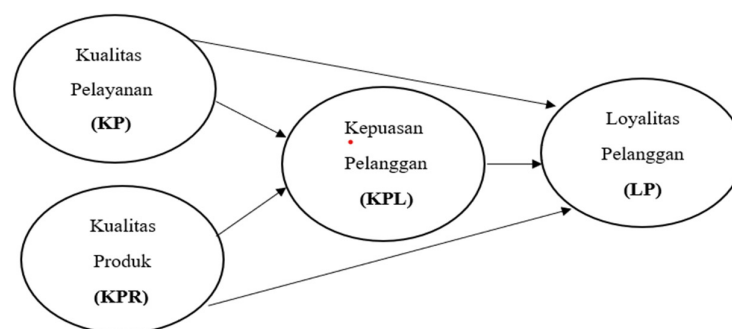 Kualitas
Pelayanan
(KP)
Kepuasan
Pelanggan
(KPL)
Loyalitas
Pelanggan
(LP)
Kualitas
Produk
(KPR)